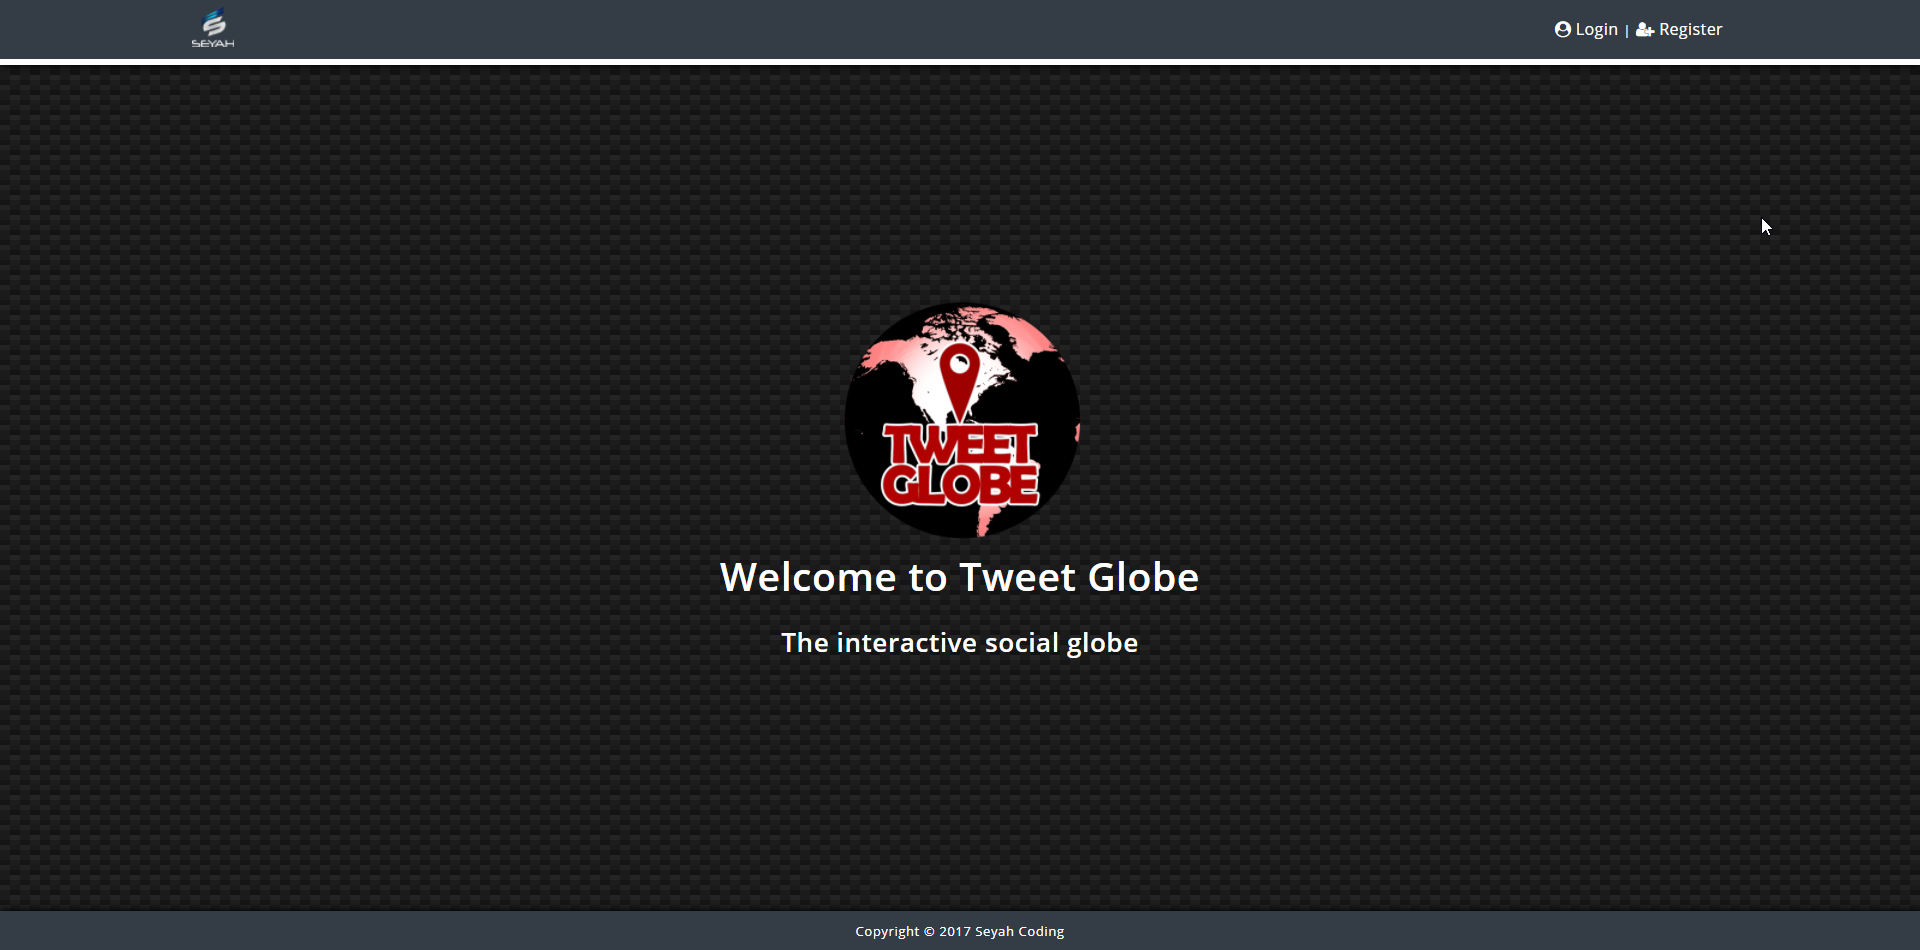 SEYAH
Login | Register
TWEET
GLOBE
Welcome to Tweet Globe
The interactive social globe
Copyright © 2017 Seyah Coding